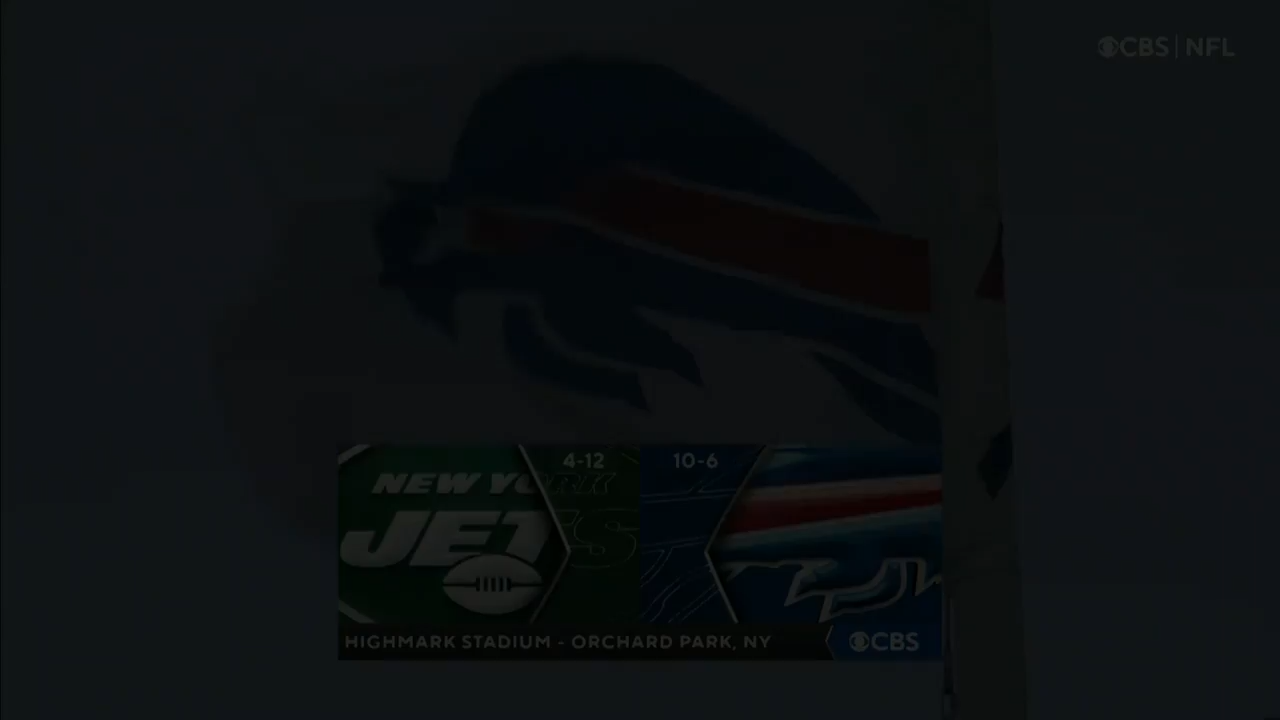 CBS | NFL
4-12
10-6
NEW YORK
JETS
HIGHMARK STADIUM - ORCHARD PARK, NY
CBS